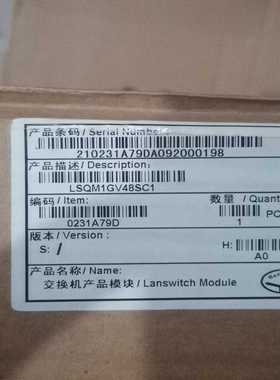 产品条码 / Serial Number:
210231A79DA092000198
产品描述 / Description:
LSQM1GV48SC1
编码 / Item:
数量 / Quan
0231A79D
1 PC
版本 / Version:
S: /
H:
A0
产品名称 / Name:
交换机产品模块 / Lanswitch Module